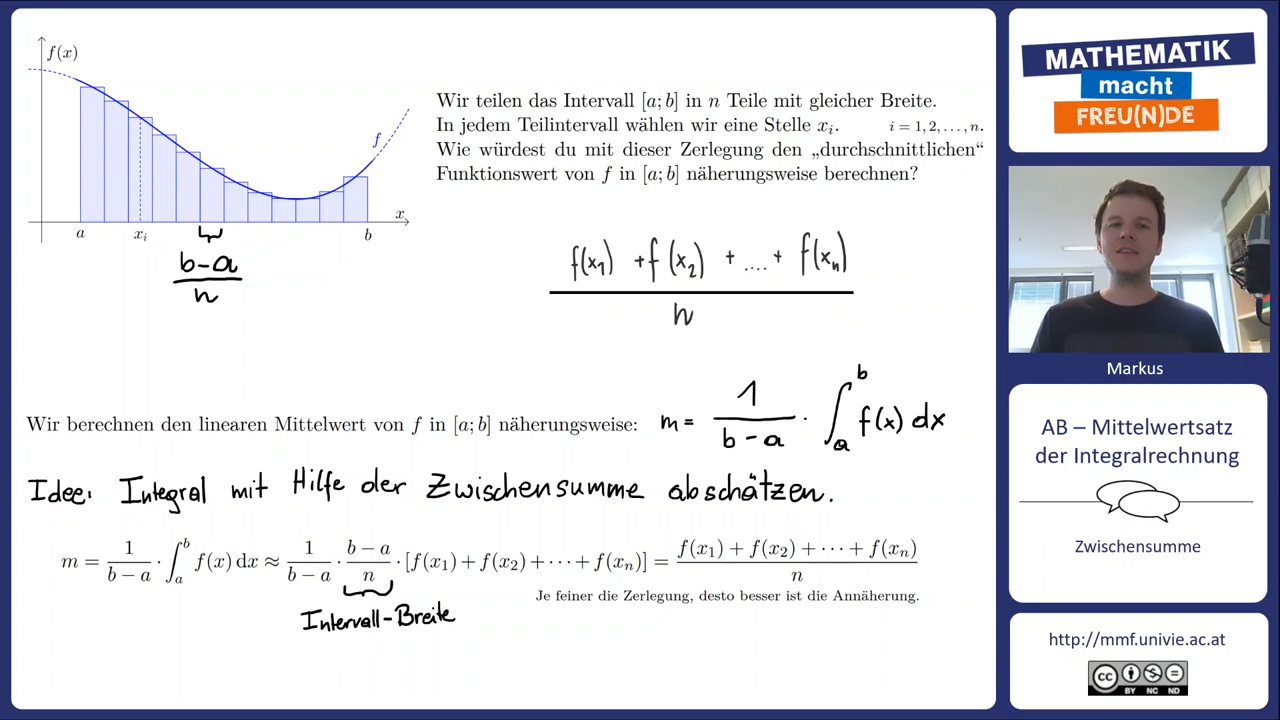 f(x)
f
x
a
x_i
b
b-a
n
Wir teilen das Intervall [a; b] in n Teile mit gleicher Breite.
In jedem Teilintervall wählen wir eine Stelle x_i. i = 1, 2, …, n.
Wie würdest du mit dieser Zerlegung den „durchschnittlichen“
Funktionswert von f in [a; b] näherungsweise berechnen?
f(x_1) + f(x_2) + .... + f(x_n)
n
Wir berechnen den linearen Mittelwert von f in [a; b] näherungsweise: m = 1/(b-a) · ∫_a^b f(x) dx
Idee: Integral mit Hilfe der Zwischensumme abschätzen.
m = 1/(b − a) · ∫_a^b f(x) dx ≈ 1/(b − a) · (b − a)/n · [f(x_1) + f(x_2) + ··· + f(x_n)] = (f(x_1) + f(x_2) + ··· + f(x_n))/n
Intervall-Breite
Je feiner die Zerlegung, desto besser ist die Annäherung.
MATHEMATIK
macht
FREU(N)DE
Markus
AB – Mittelwertsatz
der Integralrechnung
Zwischensumme
http://mmf.univie.ac.at
cc
BY NC ND